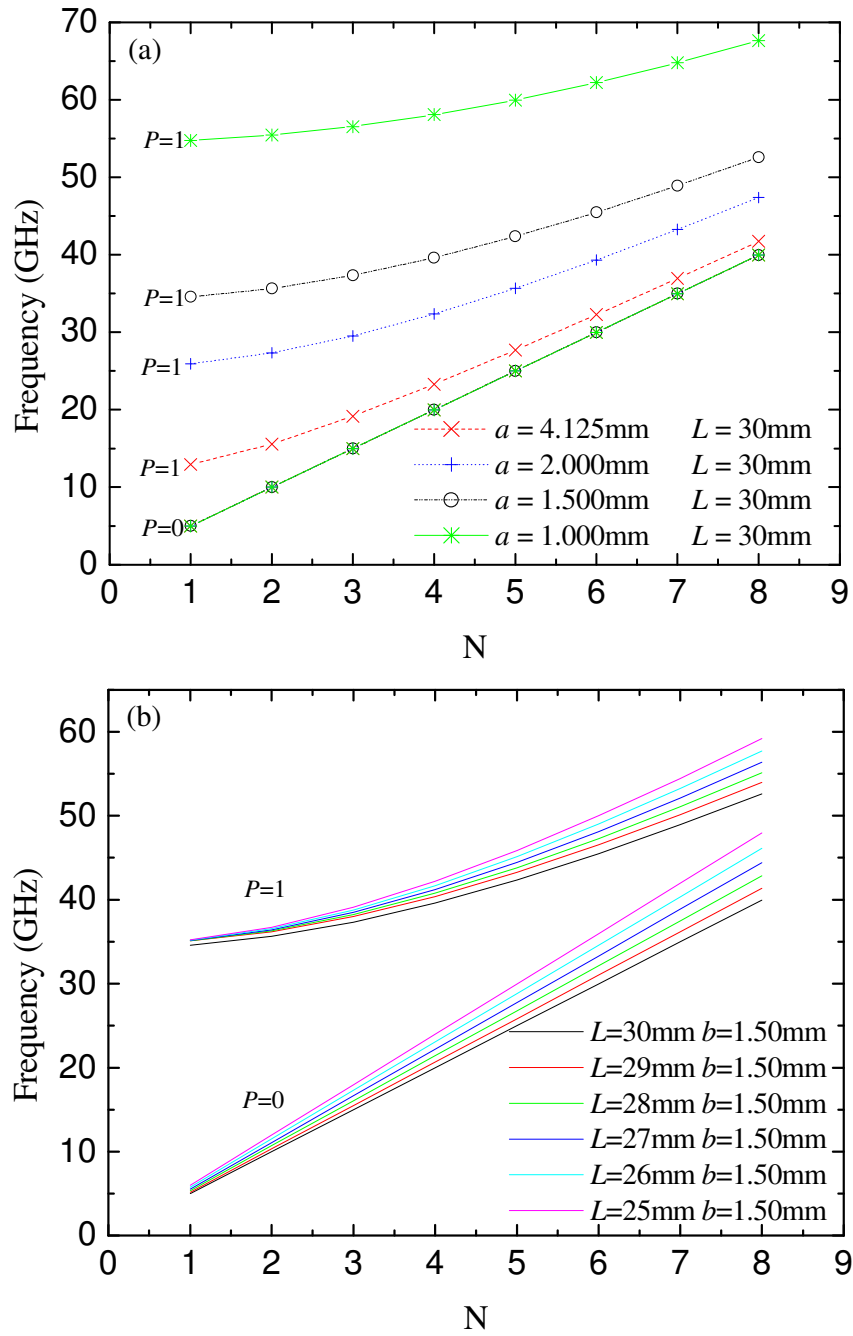 (a)
70
60
50
40
30
20
10
0
Frequency (GHz)
P=1
P=1
P=1
P=1
P=0
a = 4.125mm L = 30mm
a = 2.000mm L = 30mm
a = 1.500mm L = 30mm
a = 1.000mm L = 30mm
0 1 2 3 4 5 6 7 8 9
N
(b)
60
50
40
30
20
10
0
Frequency (GHz)
P=1
P=0
L=30mm b=1.50mm
L=29mm b=1.50mm
L=28mm b=1.50mm
L=27mm b=1.50mm
L=26mm b=1.50mm
L=25mm b=1.50mm
0 1 2 3 4 5 6 7 8 9
N